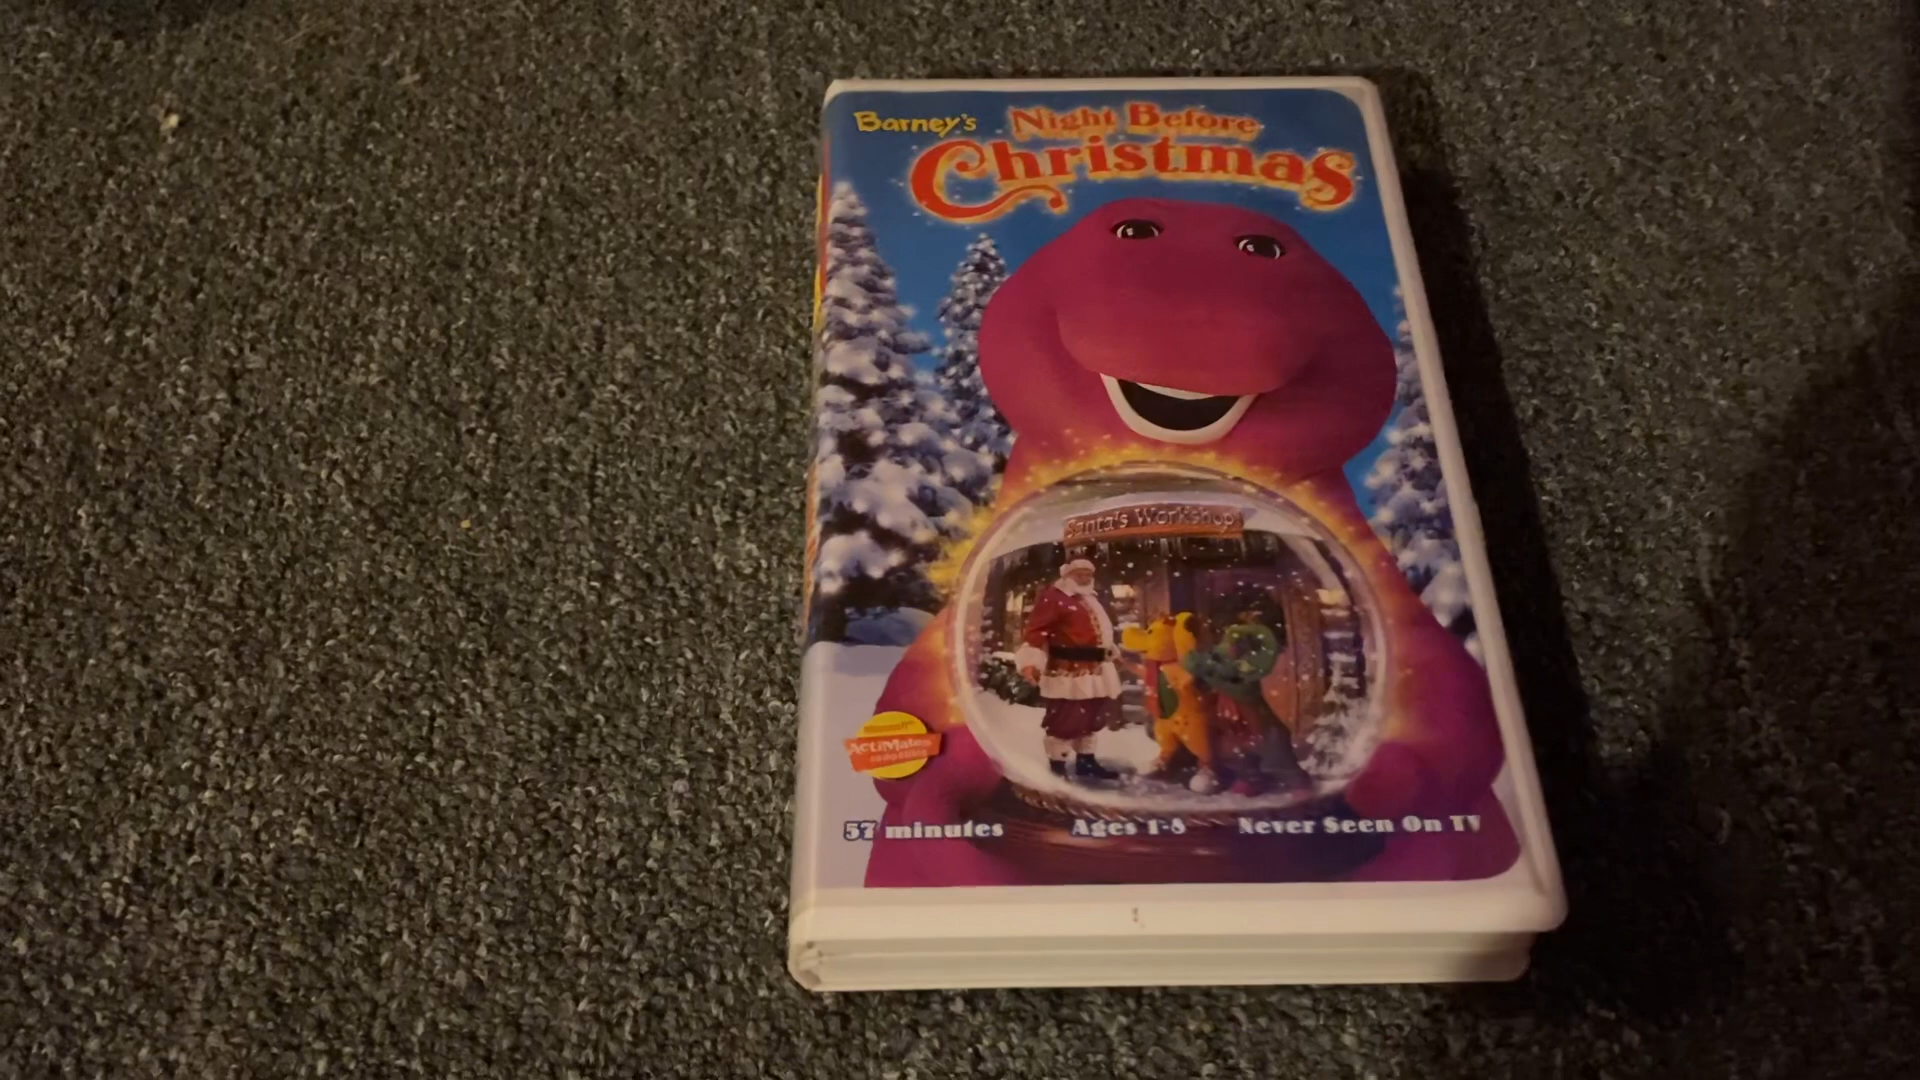 Barney's
Night Before
Christmas
Santa's Workshop
ActiMates
compatible
57 minutes
Ages 1-8
Never Seen On TV